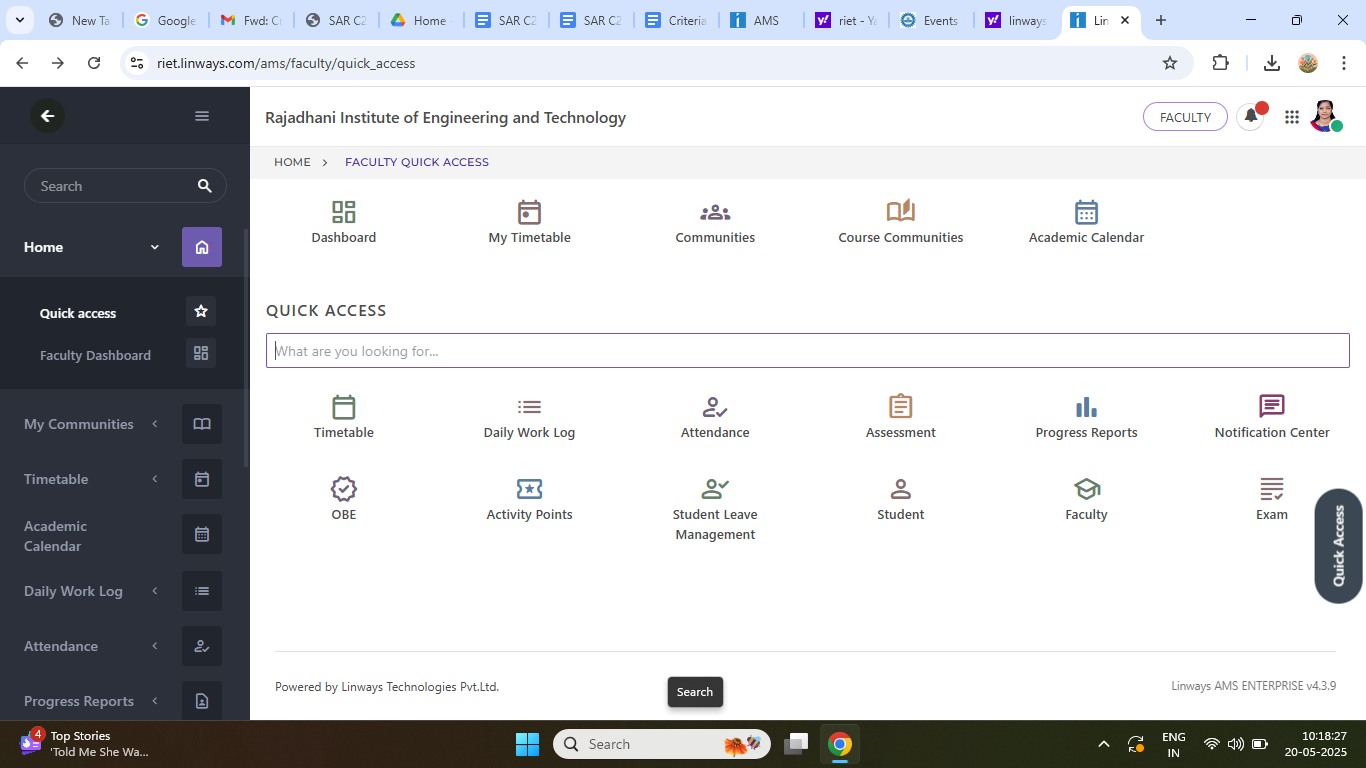 New Ta
Google
Fwd: Cr
SAR C2
Home -
SAR C2
SAR C2
Criteria
AMS
riet - Ya
Events
linways
Lin
riet.linways.com/ams/faculty/quick_access
Rajadhani Institute of Engineering and Technology
FACULTY
HOME > FACULTY QUICK ACCESS
Search
Home
Quick access
Faculty Dashboard
My Communities
Timetable
Academic
Calendar
Daily Work Log
Attendance
Progress Reports
Dashboard
My Timetable
Communities
Course Communities
Academic Calendar
QUICK ACCESS
What are you looking for...
Timetable
Daily Work Log
Attendance
Assessment
Progress Reports
Notification Center
OBE
Activity Points
Student Leave
Management
Student
Faculty
Exam
Quick Access
Powered by Linways Technologies Pvt.Ltd.
Search
Linways AMS ENTERPRISE v4.3.9
4
Top Stories
'Told Me She Wa...
Search
ENG
IN
10:18:27
20-05-2025